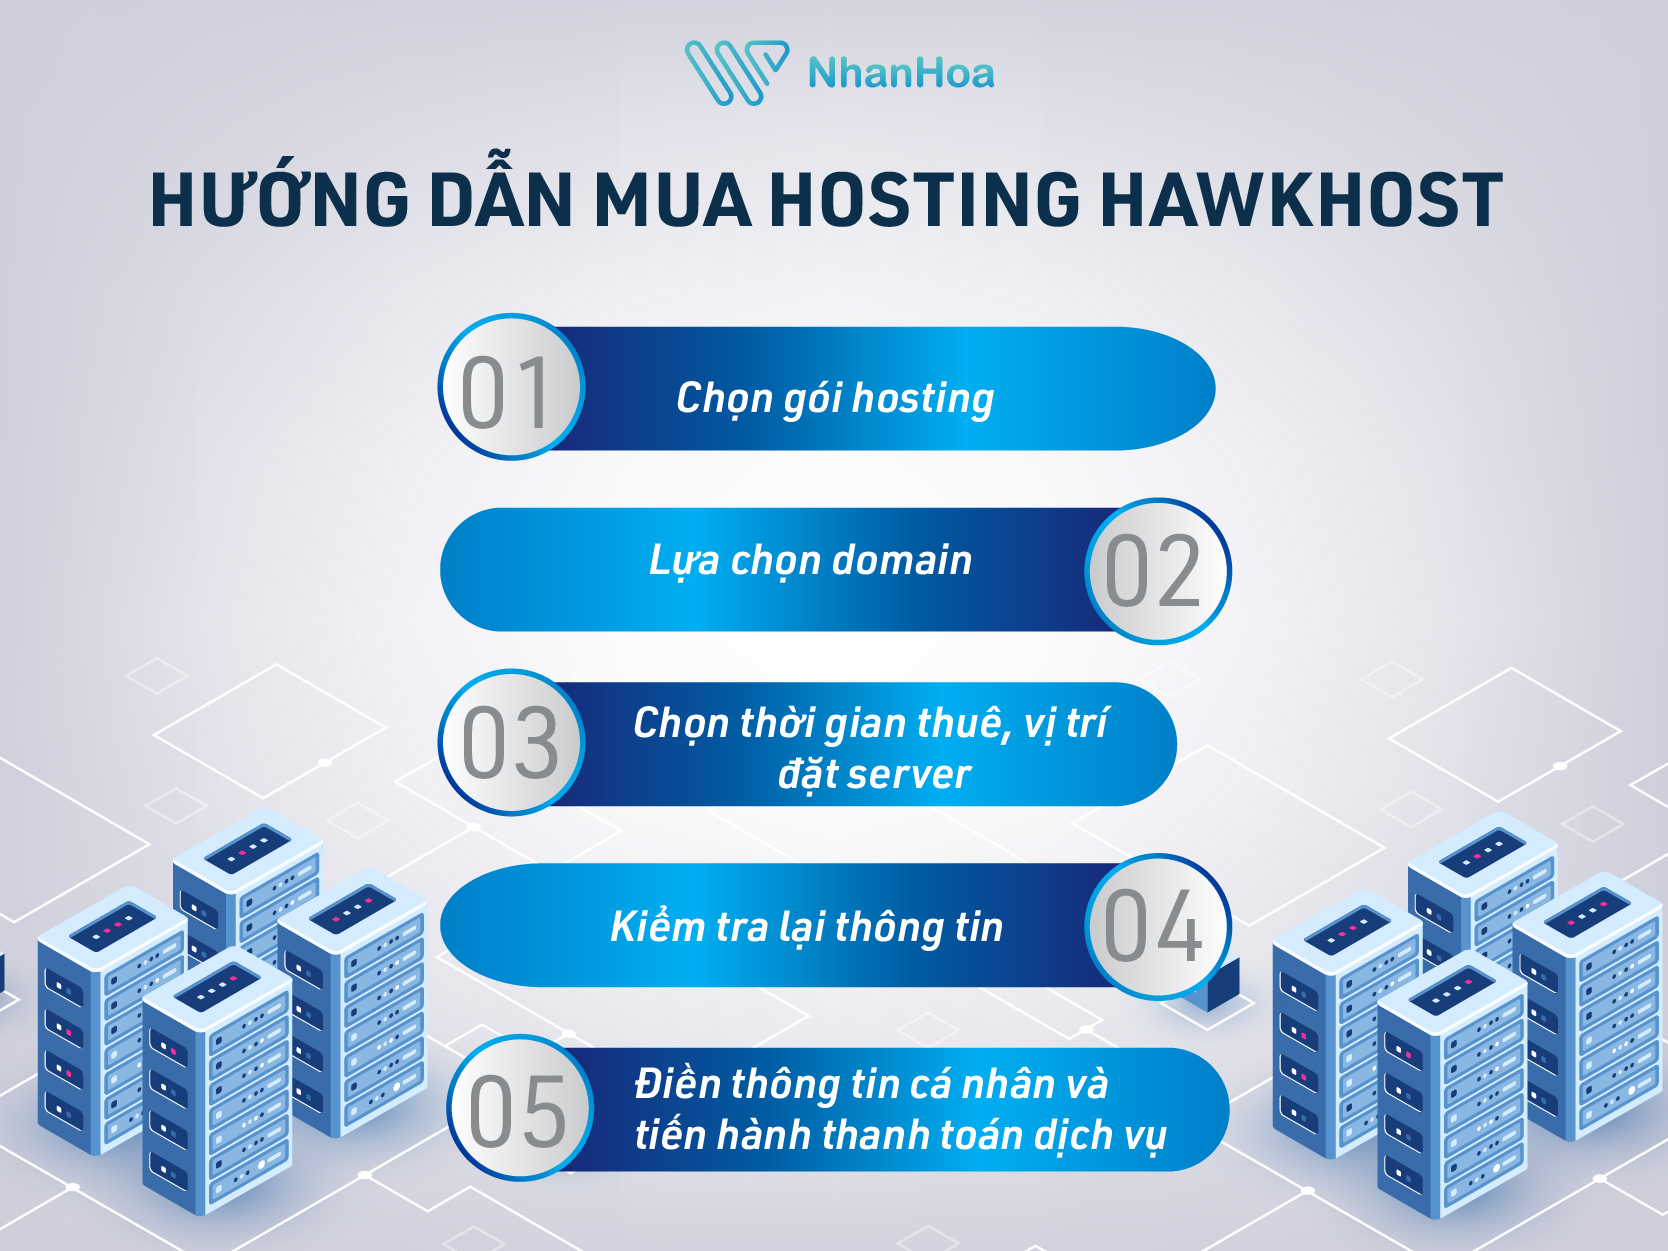 NhanHoa
HƯỚNG DẪN MUA HOSTING HAWKHOST
01
Chọn gói hosting
Lựa chọn domain
02
03
Chọn thời gian thuê, vị trí
đặt server
Kiểm tra lại thông tin
04
05
Điền thông tin cá nhân và
tiến hành thanh toán dịch vụ